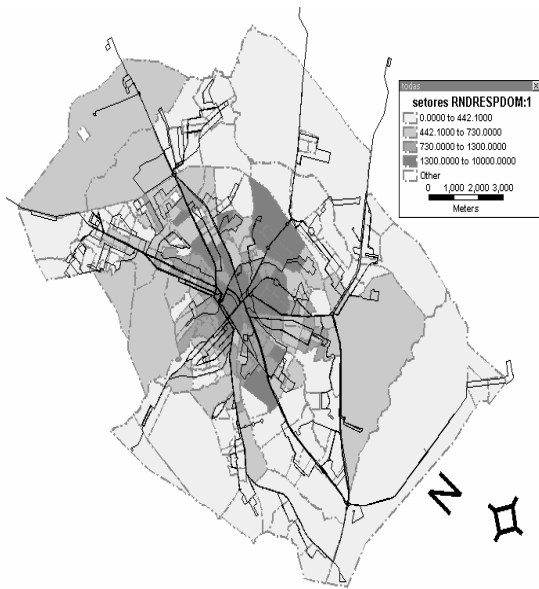 todas
setores RNDRESPDOM:1
0.0000 to 442.1000
442.1000 to 730.0000
730.0000 to 1300.0000
1300.0000 to 10000.0000
Other
0 1,000 2,000 3,000
Meters
N